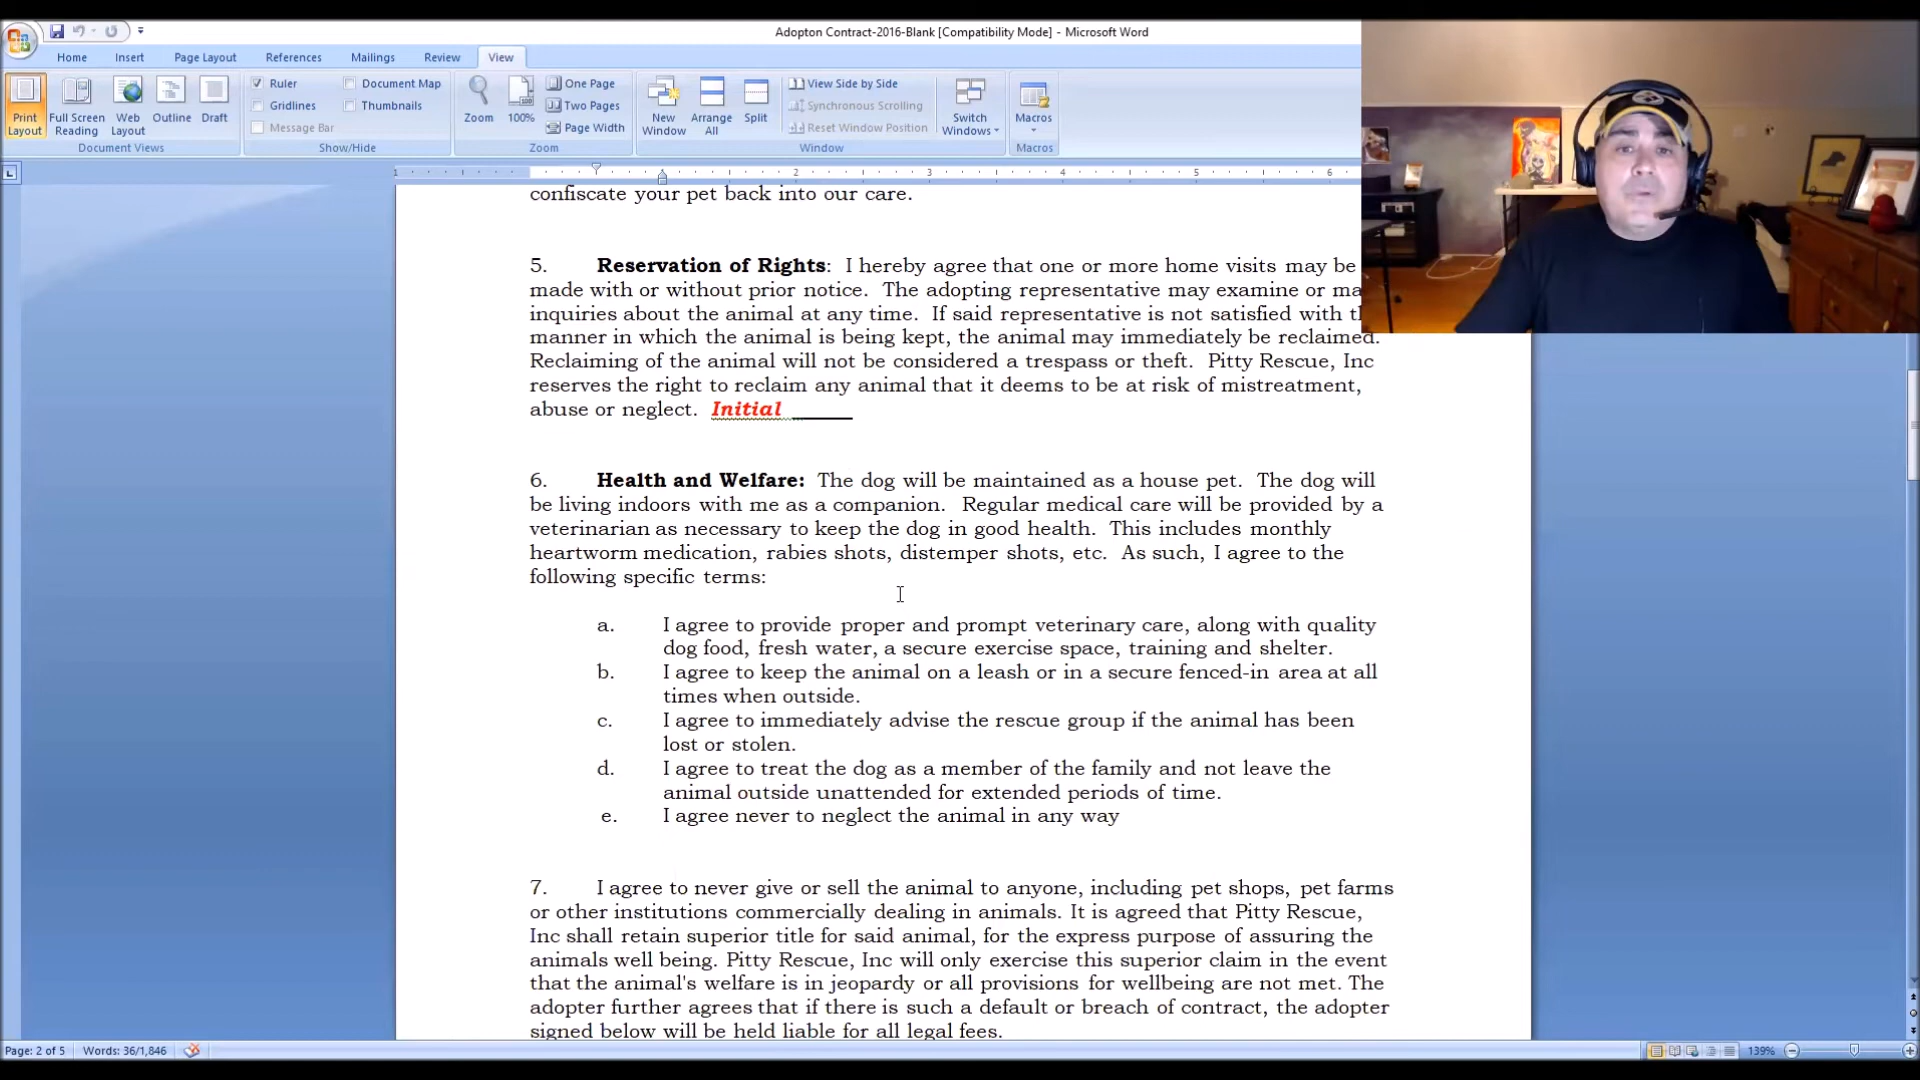 Adopton Contract-2016-Blank [Compatibility Mode] - Microsoft Word
Home Insert Page Layout References Mailings Review View
Print Layout
Full Screen Reading
Web Layout
Outline
Draft
Document Views
Ruler
Gridlines
Message Bar
Document Map
Thumbnails
Show/Hide
Zoom
100%
One Page
Two Pages
Page Width
Zoom
New Window
Arrange All
Split
View Side by Side
Synchronous Scrolling
Reset Window Position
Switch Windows
Window
Macros
Macros
1 1 2 3 4 5 6
confiscate your pet back into our care.
5. Reservation of Rights: I hereby agree that one or more home visits may be
made with or without prior notice. The adopting representative may examine or ma
inquiries about the animal at any time. If said representative is not satisfied with t
manner in which the animal is being kept, the animal may immediately be reclaimed.
Reclaiming of the animal will not be considered a trespass or theft. Pitty Rescue, Inc
reserves the right to reclaim any animal that it deems to be at risk of mistreatment,
abuse or neglect. Initial ______
6. Health and Welfare: The dog will be maintained as a house pet. The dog will
be living indoors with me as a companion. Regular medical care will be provided by a
veterinarian as necessary to keep the dog in good health. This includes monthly
heartworm medication, rabies shots, distemper shots, etc. As such, I agree to the
following specific terms:
a. I agree to provide proper and prompt veterinary care, along with quality
dog food, fresh water, a secure exercise space, training and shelter.
b. I agree to keep the animal on a leash or in a secure fenced-in area at all
times when outside.
c. I agree to immediately advise the rescue group if the animal has been
lost or stolen.
d. I agree to treat the dog as a member of the family and not leave the
animal outside unattended for extended periods of time.
e. I agree never to neglect the animal in any way
7. I agree to never give or sell the animal to anyone, including pet shops, pet farms
or other institutions commercially dealing in animals. It is agreed that Pitty Rescue,
Inc shall retain superior title for said animal, for the express purpose of assuring the
animals well being. Pitty Rescue, Inc will only exercise this superior claim in the event
that the animal's welfare is in jeopardy or all provisions for wellbeing are not met. The
adopter further agrees that if there is such a default or breach of contract, the adopter
signed below will be held liable for all legal fees.
Page: 2 of 5 Words: 36/1,846 139%